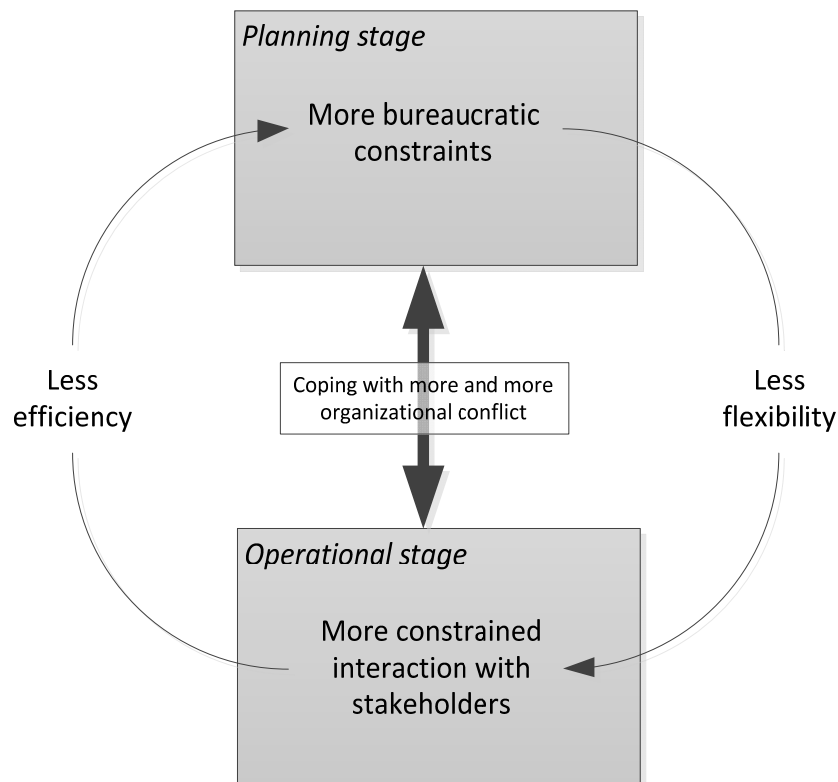 Planning stage
More bureaucratic
constraints
Less
efficiency
Coping with more and more
organizational conflict
Less
flexibility
Operational stage
More constrained
interaction with
stakeholders